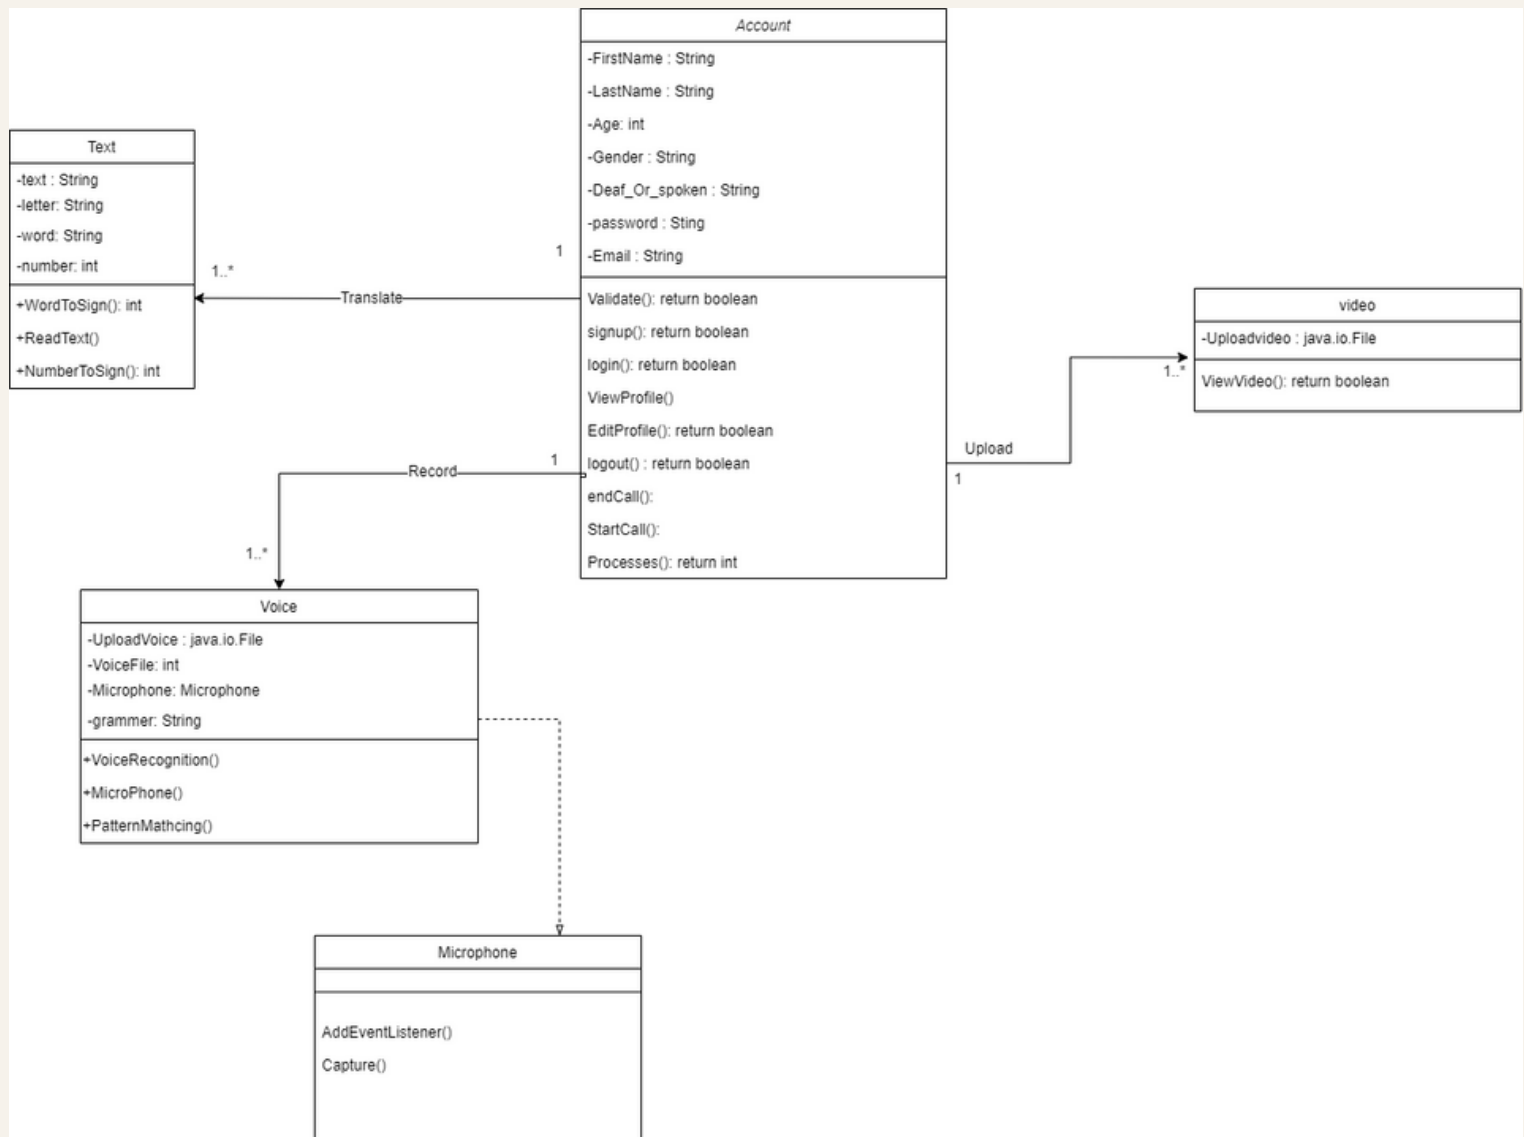 Account
-FirstName : String
-LastName : String
-Age: int
-Gender : String
-Deaf_Or_spoken : String
-password : Sting
-Email : String
Validate(): return boolean
signup(): return boolean
login(): return boolean
ViewProfile()
EditProfile(): return boolean
logout() : return boolean
endCall():
StartCall():
Processes(): return int
Text
-text : String
-letter: String
-word: String
-number: int
+WordToSign(): int
+ReadText()
+NumberToSign(): int
1..*
Translate
1
video
-Uploadvideo : java.io.File
ViewVideo(): return boolean
1..*
Upload
1
1
Record
1..*
Voice
-UploadVoice : java.io.File
-VoiceFile: int
-Microphone: Microphone
-grammer: String
+VoiceRecognition()
+MicroPhone()
+PatternMathcing()
Microphone
AddEventListener()
Capture()